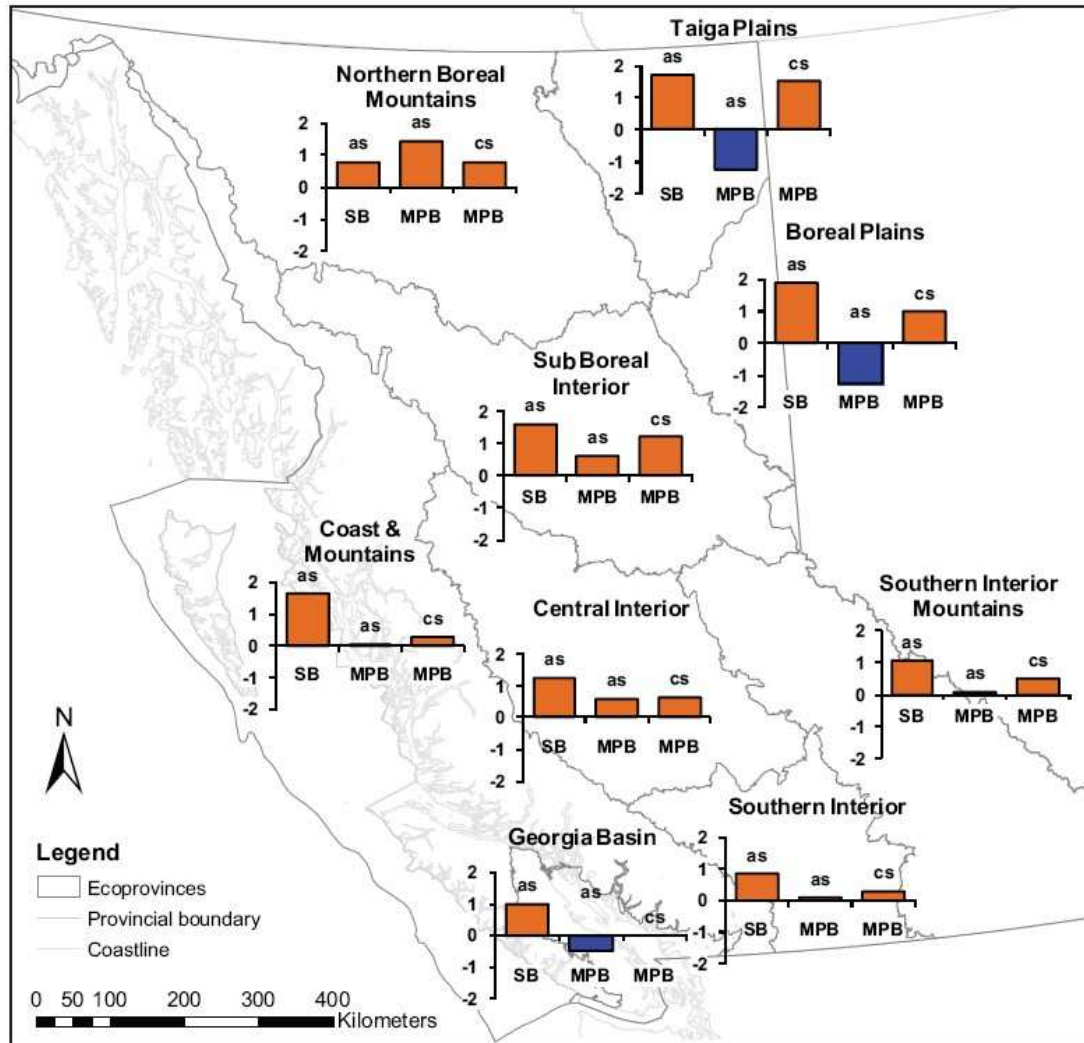 Taiga Plains
as cs
2
1 as
0
-1
-2
SB MPB MPB
Northern Boreal
Mountains
as
2
as cs
1
0
-1
-2
SB MPB MPB
Boreal Plains
as
2
cs
1 as
0
-1
-2
SB MPB MPB
Sub Boreal
Interior
as
2
as cs
1
0
-1
-2
SB MPB MPB
Coast &
Mountains
as
2
1 as cs
0
-1
-2
SB MPB MPB
Central Interior
2
as as cs
1
0
-1
-2
SB MPB MPB
Southern Interior
Mountains
2
as as cs
1
0
-1
-2
SB MPB MPB
Southern Interior
2
as as cs
1
0
-1
-2
SB MPB MPB
Georgia Basin
2
as as
1 cs
0
-1
-2
SB MPB MPB
N
Legend
Ecoprovinces
Provincial boundary
Coastline
0 50 100 200 300 400
Kilometers